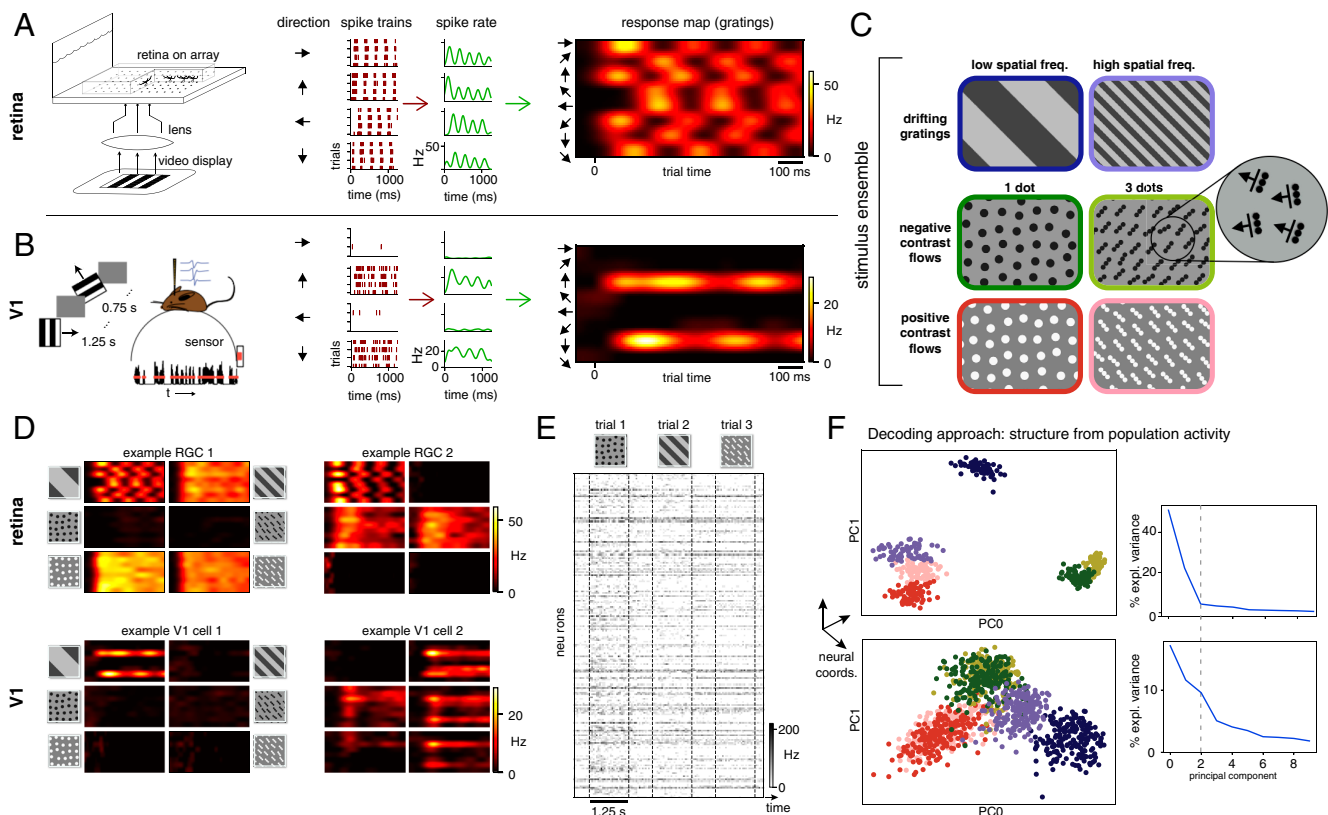 A
retina
retina on array
lens
video display
direction
spike trains
spike rate
trials
0
1000
time (ms)
50
0
Hz
0
1000
time (ms)
response map (gratings)
50
0
Hz
0
trial time
100 ms
B
V1
0.75 s
...
1.25 s
...
sensor
t
trials
0
1000
time (ms)
20
0
Hz
0
1000
time (ms)
20
0
Hz
0
trial time
100 ms
C
stimulus ensemble
low spatial freq.
high spatial freq.
drifting
gratings
1 dot
3 dots
negative
contrast
flows
positive
contrast
flows
D
retina
example RGC 1
example RGC 2
50
Hz
0
V1
example V1 cell 1
example V1 cell 2
20
Hz
0
E
trial 1
trial 2
trial 3
neu rons
200
Hz
0
time
1.25 s
F
Decoding approach: structure from population activity
PC1
PC0
neural
coords.
PC1
PC0
% expl. variance
40
20
0
% expl. variance
10
0
0
2
4
6
8
principal component